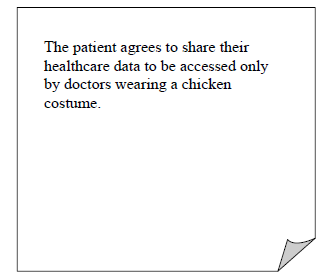 The patient agrees to share their
healthcare data to be accessed only
by doctors wearing a chicken
costume.